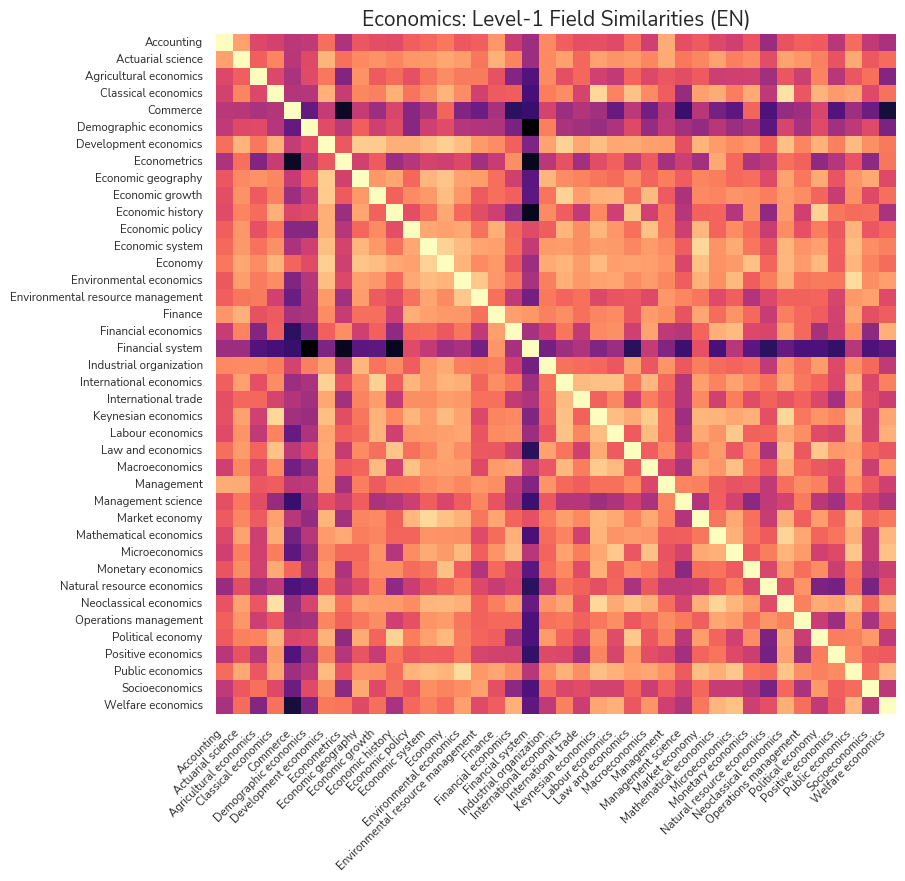 Economics: Level-1 Field Similarities (EN)
Accounting
Actuarial science
Agricultural economics
Classical economics
Commerce
Demographic economics
Development economics
Econometrics
Economic geography
Economic growth
Economic history
Economic policy
Economic system
Economy
Environmental economics
Environmental resource management
Finance
Financial economics
Financial system
Industrial organization
International economics
International trade
Keynesian economics
Labour economics
Law and economics
Macroeconomics
Management
Management science
Market economy
Mathematical economics
Microeconomics
Monetary economics
Natural resource economics
Neoclassical economics
Operations management
Political economy
Positive economics
Public economics
Socioeconomics
Welfare economics
Accounting
Actuarial science
Agricultural economics
Classical economics
Commerce
Demographic economics
Development economics
Econometrics
Economic geography
Economic growth
Economic history
Economic policy
Economic system
Economy
Environmental economics
Environmental resource management
Finance
Financial economics
Financial system
Industrial organization
International economics
International trade
Keynesian economics
Labour economics
Law and economics
Macroeconomics
Management
Management science
Market economy
Mathematical economics
Microeconomics
Monetary economics
Natural resource economics
Neoclassical economics
Operations management
Political economy
Positive economics
Public economics
Socioeconomics
Welfare economics